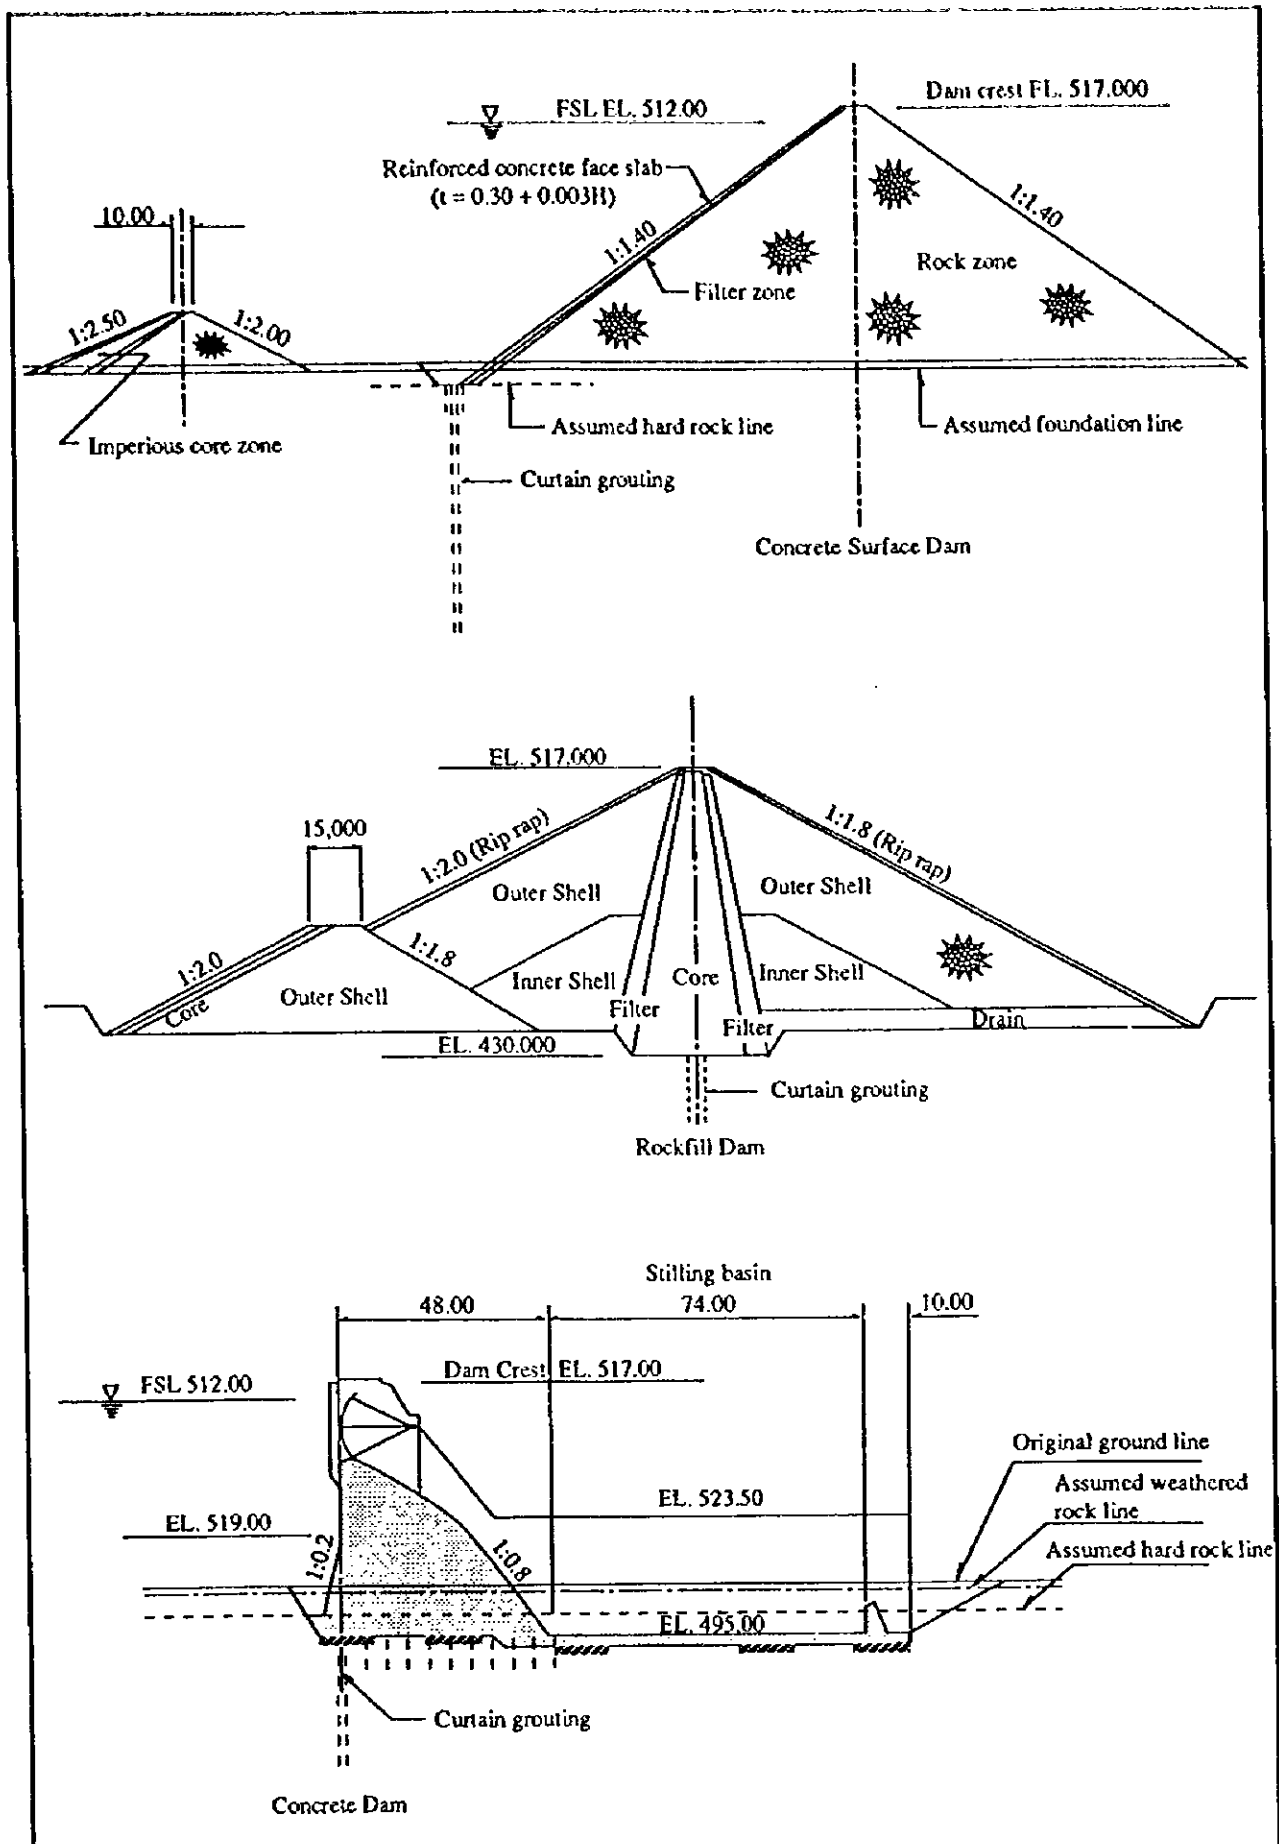 Dam crest EL. 517.000
FSL EL. 512.00
Reinforced concrete face slab
(t = 0.30 + 0.003H)
10.00
1:1.40
1:1.40
Rock zone
Filter zone
1:2.50
1:2.00
Assumed hard rock line
Assumed foundation line
Imperious core zone
Curtain grouting
Concrete Surface Dam
EL. 517.000
15,000
1:2.0 (Rip rap)
1:1.8 (Rip rap)
Outer Shell
Outer Shell
1:2.0
1:1.8
Inner Shell
Core
Inner Shell
Core
Outer Shell
Filter
Filter
Drain
EL. 430.000
Curtain grouting
Rockfill Dam
Stilling basin
48.00
74.00
10.00
Dam Crest EL. 517.00
FSL 512.00
Original ground line
Assumed weathered
rock line
EL. 523.50
EL. 519.00
1:0.2
1:0.8
Assumed hard rock line
EL. 495.00
Curtain grouting
Concrete Dam